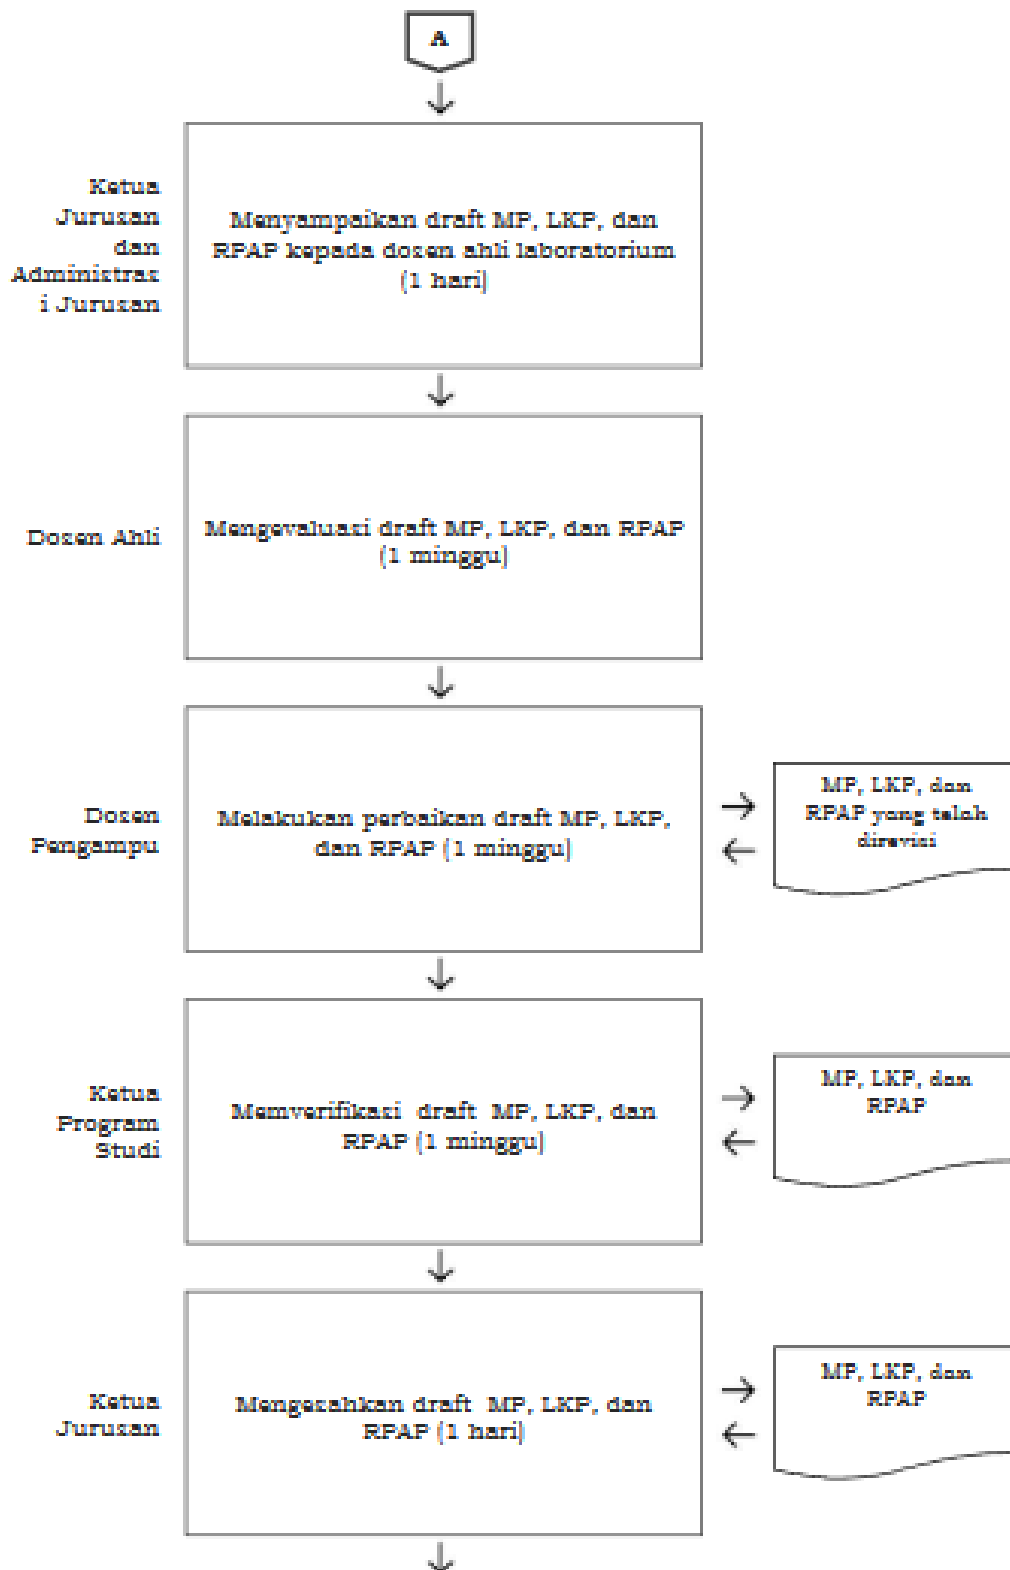 A
Ketua
Jurusan
dan
Administras
i Jurusan
Menyampaikan draft MP, LKP, dan
RPAP kepada dosen ahli laboratorium
(1 hari)
Dosen Ahli
Mengevaluasi draft MP, LKP, dan RPAP
(1 minggu)
Dosen
Pengampu
Melakukan perbaikan draft MP, LKP,
dan RPAP (1 minggu)
MP, LKP, dan
RPAP yang telah
direvisi
Ketua
Program
Studi
Memverifikasi draft MP, LKP, dan
RPAP (1 minggu)
MP, LKP, dan
RPAP
Ketua
Jurusan
Mengesahkan draft MP, LKP, dan
RPAP (1 hari)
MP, LKP, dan
RPAP